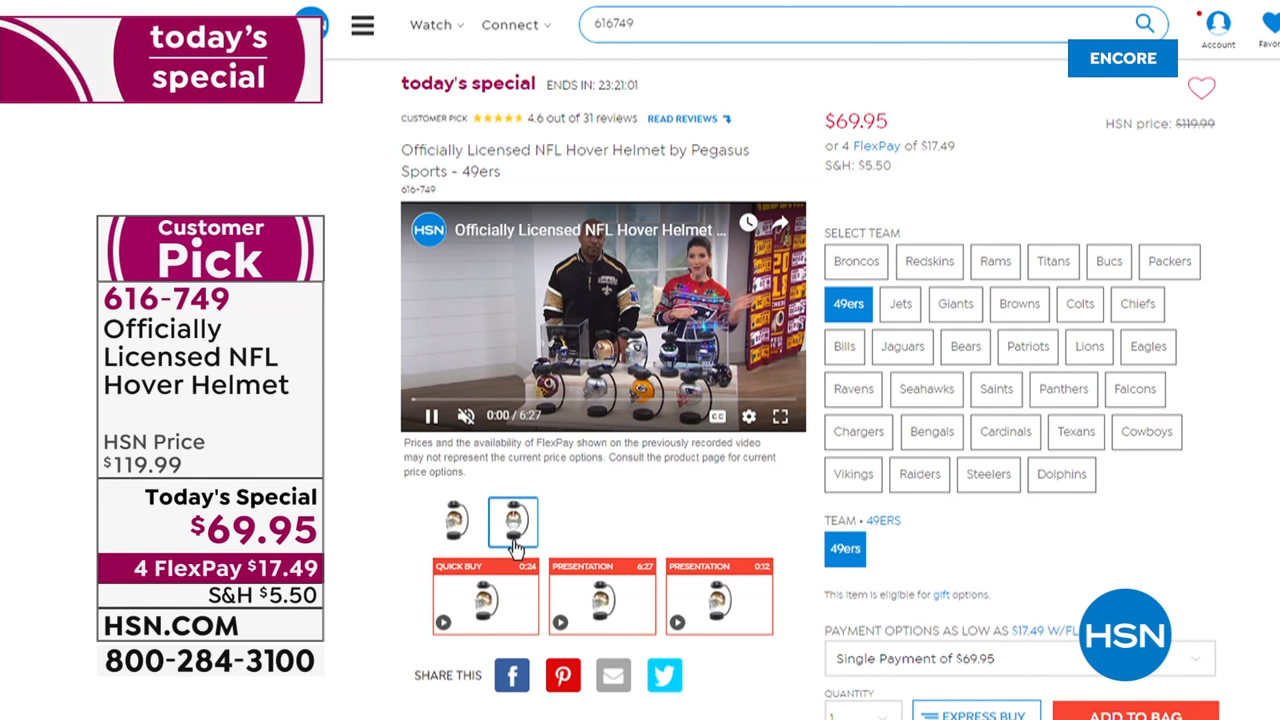 today's
special
Watch
Connect
616749
Account
ENCORE
today's special ENDS IN: 23:21:01
CUSTOMER PICK 4.6 out of 31 reviews READ REVIEWS
Officially Licensed NFL Hover Helmet by Pegasus
Sports - 49ers
616-749
HSN Officially Licensed NFL Hover Helmet ...
0:00 / 6:27
CC
Prices and the availability of FlexPay shown on the previously recorded video
may not represent the current price options. Consult the product page for current
price options.
QUICK BUY 0:24
PRESENTATION 6:27
PRESENTATION 0:12
SHARE THIS
$69.95
HSN price: $119.99
or 4 FlexPay of $17.49
S&H: $5.50
SELECT TEAM
Broncos Redskins Rams Titans Bucs Packers
49ers Jets Giants Browns Colts Chiefs
Bills Jaguars Bears Patriots Lions Eagles
Ravens Seahawks Saints Panthers Falcons
Chargers Bengals Cardinals Texans Cowboys
Vikings Raiders Steelers Dolphins
TEAM • 49ERS
49ers
This item is eligible for gift options.
PAYMENT OPTIONS AS LOW AS $17.49 W/FL
Single Payment of $69.95
QUANTITY
1
EXPRESS BUY
ADD TO BAG
HSN
Customer
Pick
616-749
Officially
Licensed NFL
Hover Helmet
HSN Price
$119.99
Today's Special
$69.95
4 FlexPay $17.49
S&H $5.50
HSN.COM
800-284-3100